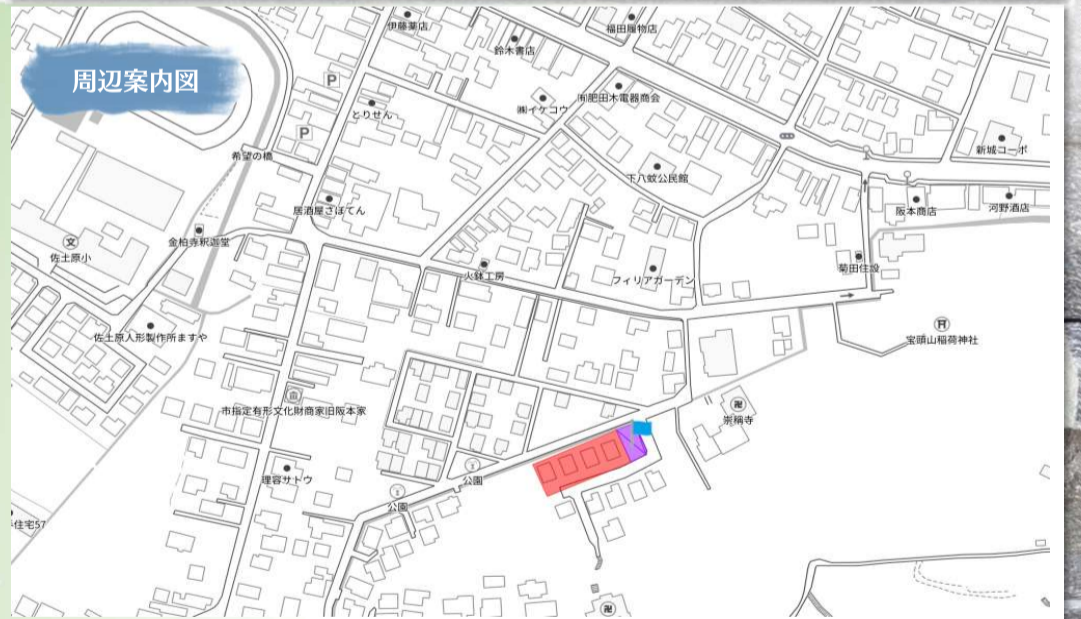 周辺案内図
伊藤薬店
福田履物店
鈴木書店
P
㈲肥田木電器商会
㈱イケコウ
とりせん
P
新城コーポ
希望の橋
下八蚊公民館
居酒屋さぼてん
阪本商店
河野酒店
文
佐土原小
金柏寺釈迦堂
火鉢工房
フィリアガーデン
菊田住設
佐土原人形製作所ますや
宝頭山稲荷神社
市指定有形文化財商家旧阪本家
卍
崇称寺
理容サトウ
公園
公園
住宅57
卍